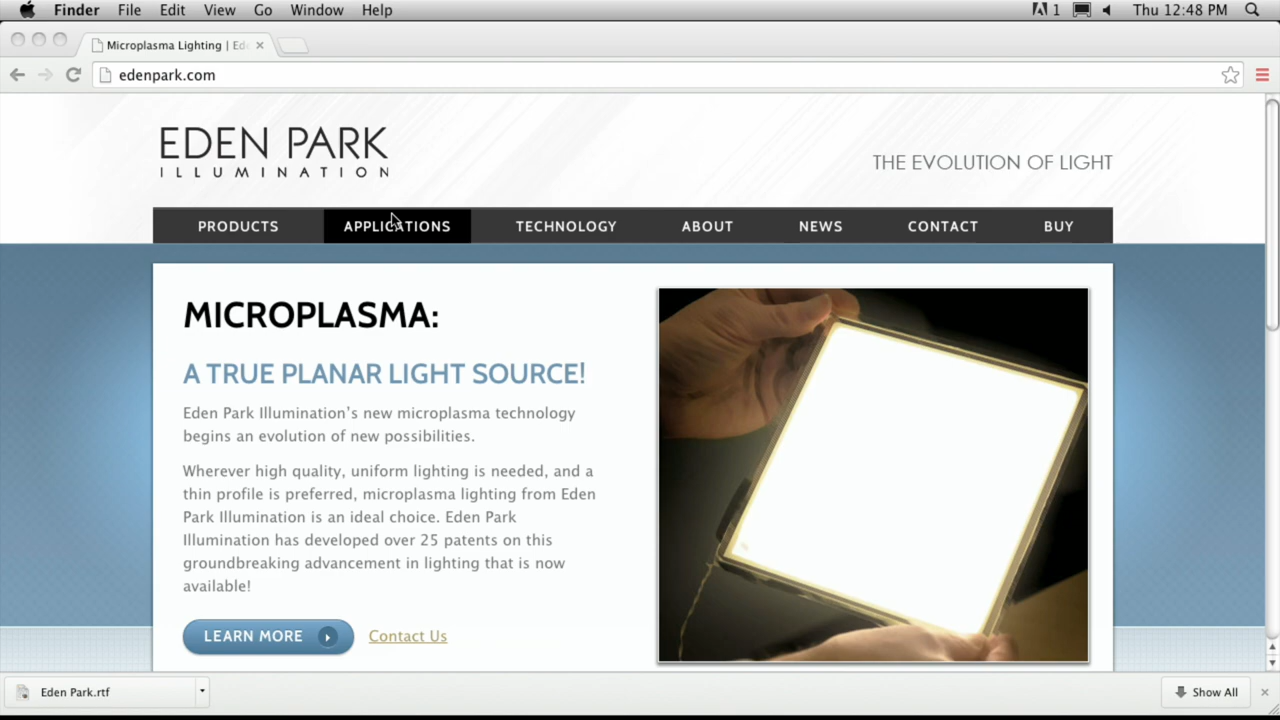 Finder File Edit View Go Window Help
1 Thu 12:48 PM
Microplasma Lighting | Ed
edenpark.com
EDEN PARK
ILLUMINATION
THE EVOLUTION OF LIGHT
PRODUCTS APPLICATIONS TECHNOLOGY ABOUT NEWS CONTACT BUY
MICROPLASMA:
A TRUE PLANAR LIGHT SOURCE!
Eden Park Illumination's new microplasma technology
begins an evolution of new possibilities.
Wherever high quality, uniform lighting is needed, and a
thin profile is preferred, microplasma lighting from Eden
Park Illumination is an ideal choice. Eden Park
Illumination has developed over 25 patents on this
groundbreaking advancement in lighting that is now
available!
LEARN MORE Contact Us
Eden Park.rtf
Show All